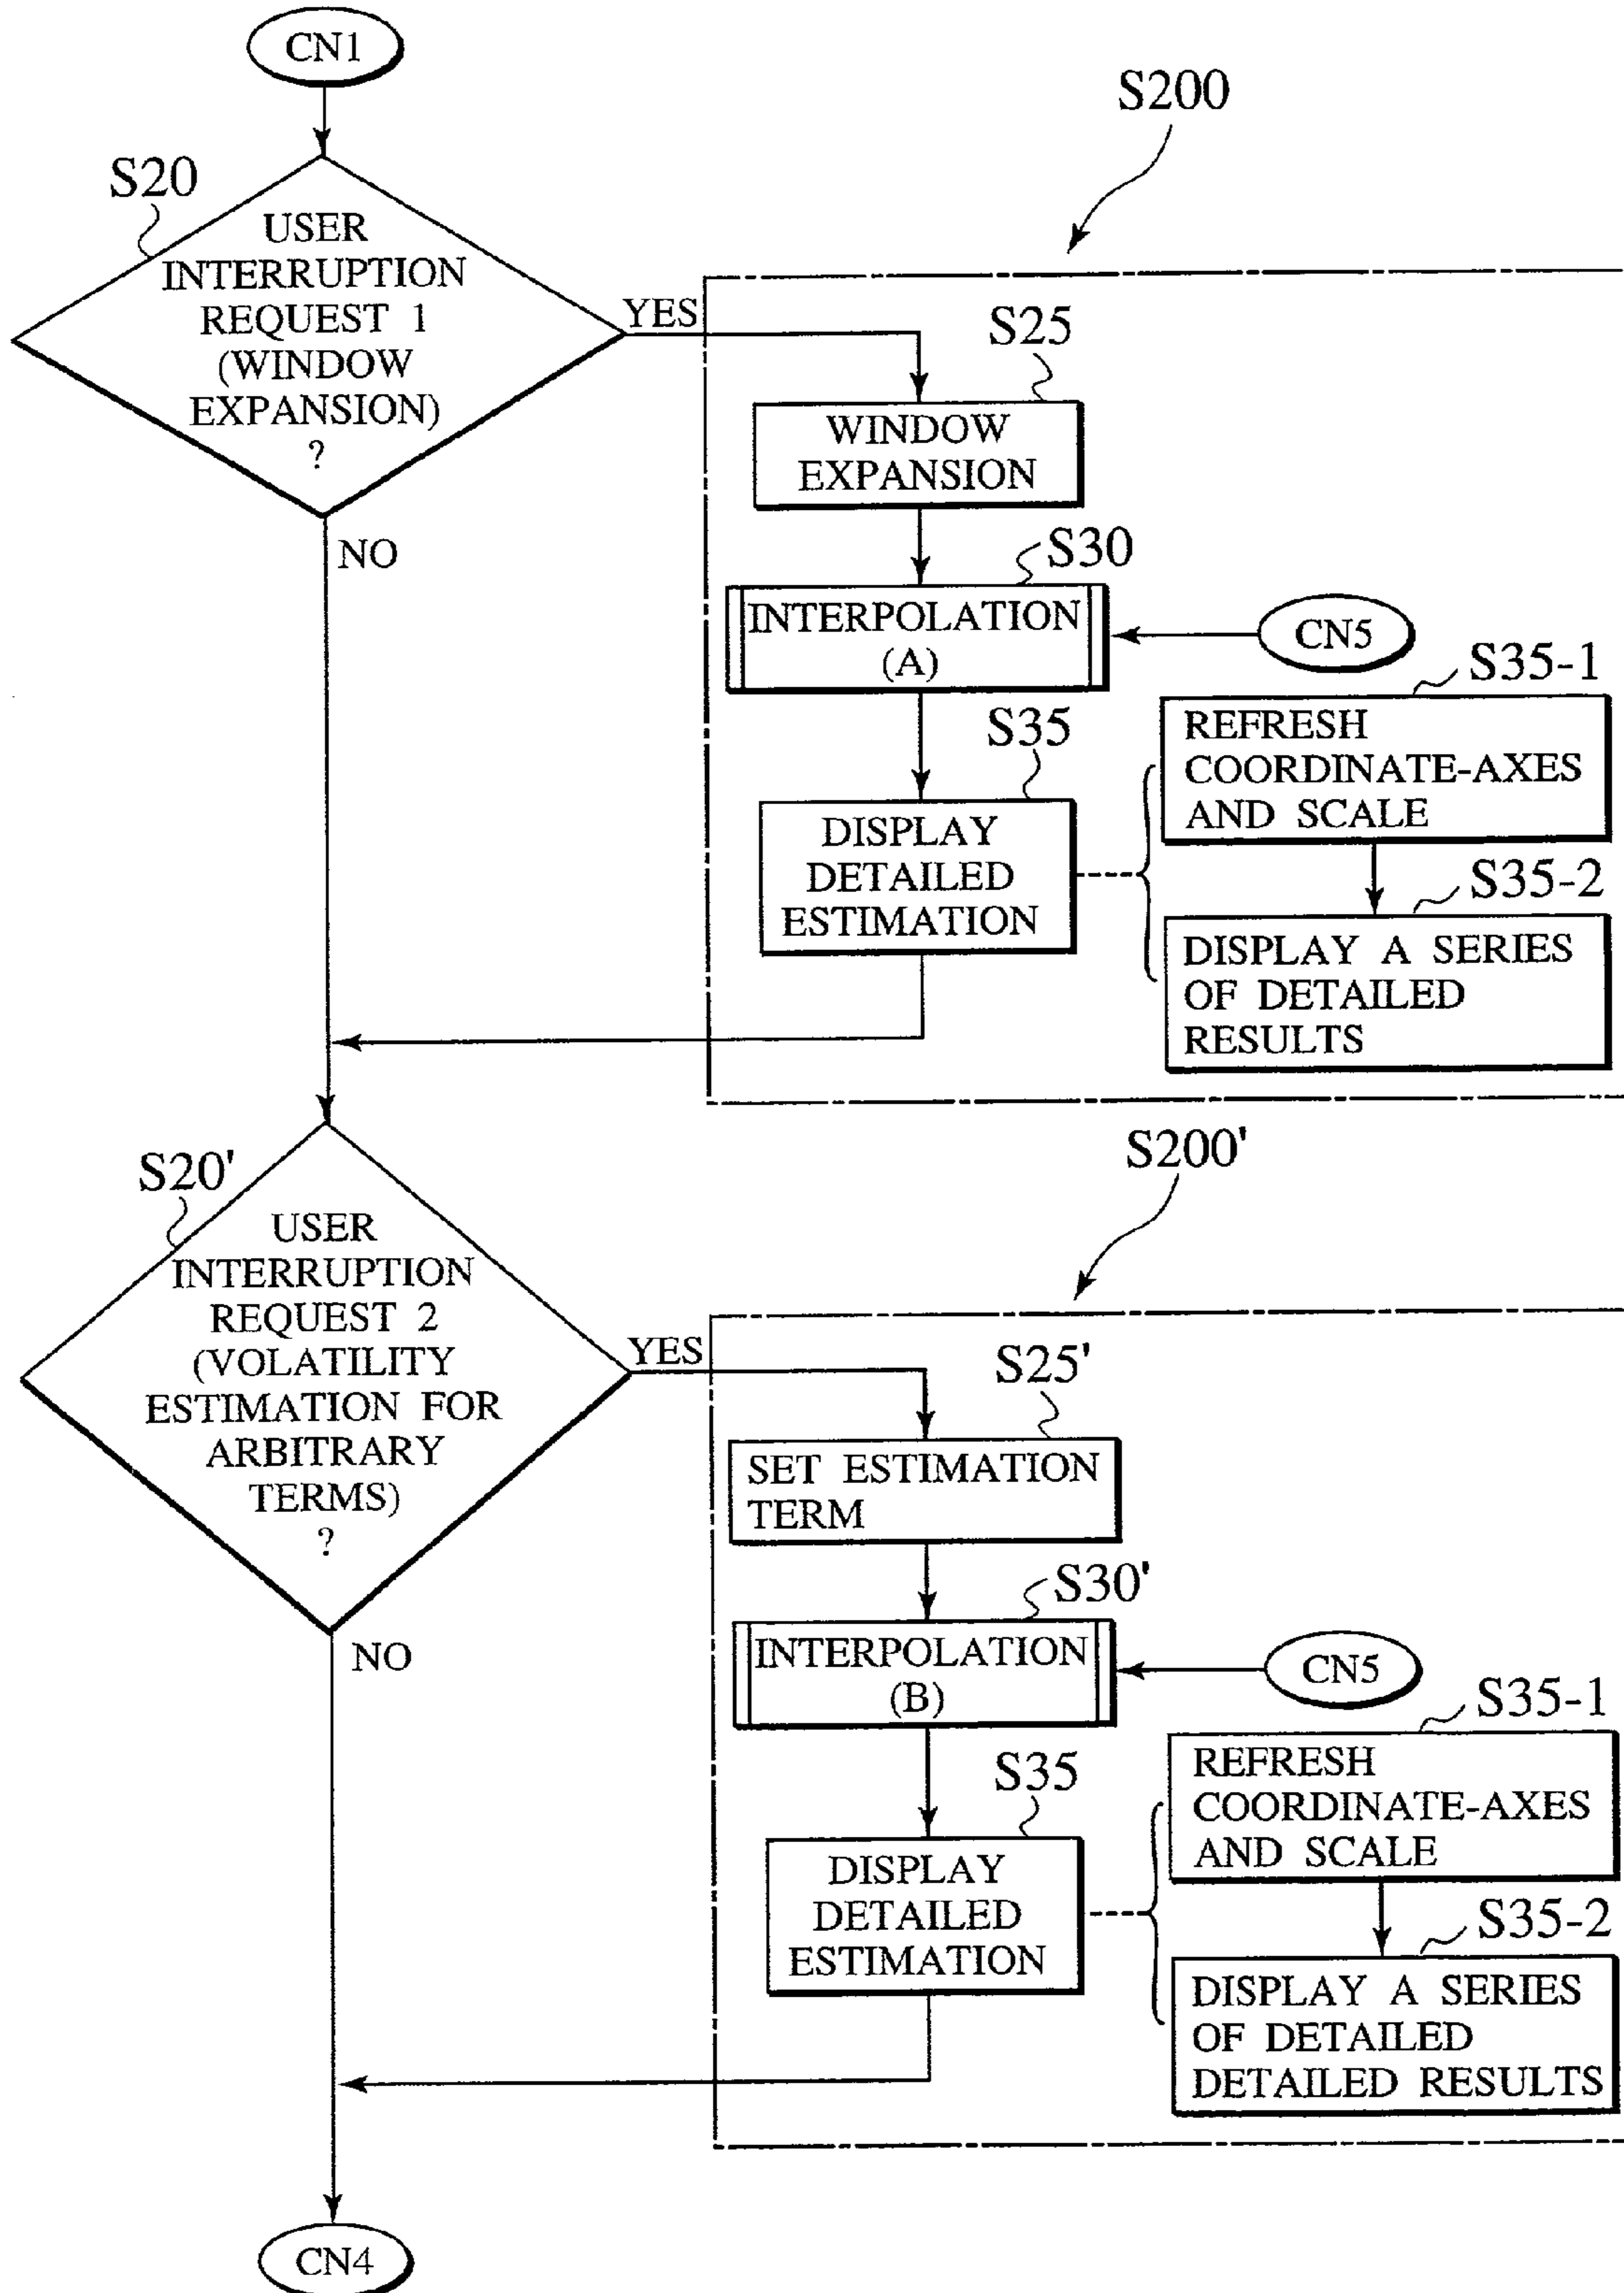 CN1
S200
S20
USER
INTERRUPTION
REQUEST 1
(WINDOW
EXPANSION)
?
YES
NO
S25
WINDOW
EXPANSION
S30
INTERPOLATION
(A)
CN5
S35
DISPLAY
DETAILED
ESTIMATION
S35-1
REFRESH
COORDINATE-AXES
AND SCALE
S35-2
DISPLAY A SERIES
OF DETAILED
RESULTS
S200'
S20'
USER
INTERRUPTION
REQUEST 2
(VOLATILITY
ESTIMATION FOR
ARBITRARY
TERMS)
?
YES
NO
S25'
SET ESTIMATION
TERM
S30'
INTERPOLATION
(B)
CN5
S35
DISPLAY
DETAILED
ESTIMATION
S35-1
REFRESH
COORDINATE-AXES
AND SCALE
S35-2
DISPLAY A SERIES
OF DETAILED
DETAILED RESULTS
CN4